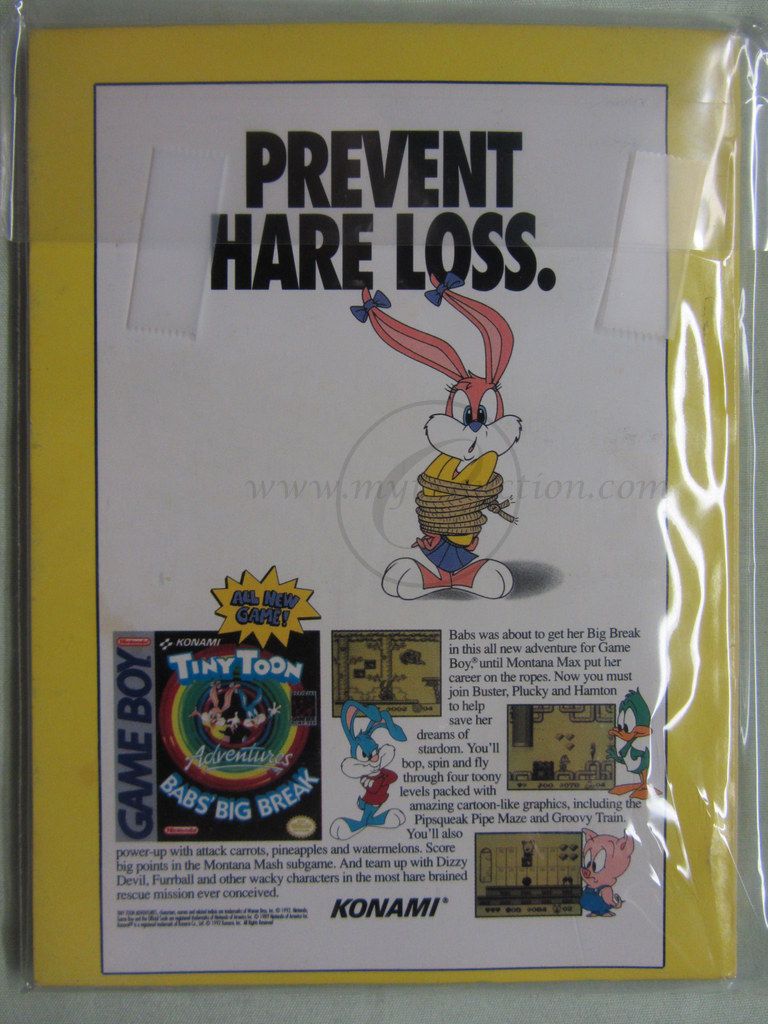 PREVENT
HARE LOSS.
ALL NEW
GAME!
Nintendo
KONAMI
GAME BOY
TINY TOON
Adventures
BABS' BIG BREAK
Nintendo
Babs was about to get her Big Break
in this all new adventure for Game
Boy,® until Montana Max put her
career on the ropes. Now you must
join Buster, Plucky and Hamton
to help
save her
dreams of
stardom. You'll
bop, spin and fly
through four toony
levels packed with
amazing cartoon-like graphics, including the
Pipsqueak Pipe Maze and Groovy Train.
You'll also
power-up with attack carrots, pineapples and watermelons. Score
big points in the Montana Mash subgame. And team up with Dizzy
Devil, Furrball and other wacky characters in the most hare brained
rescue mission ever conceived.
KONAMI®